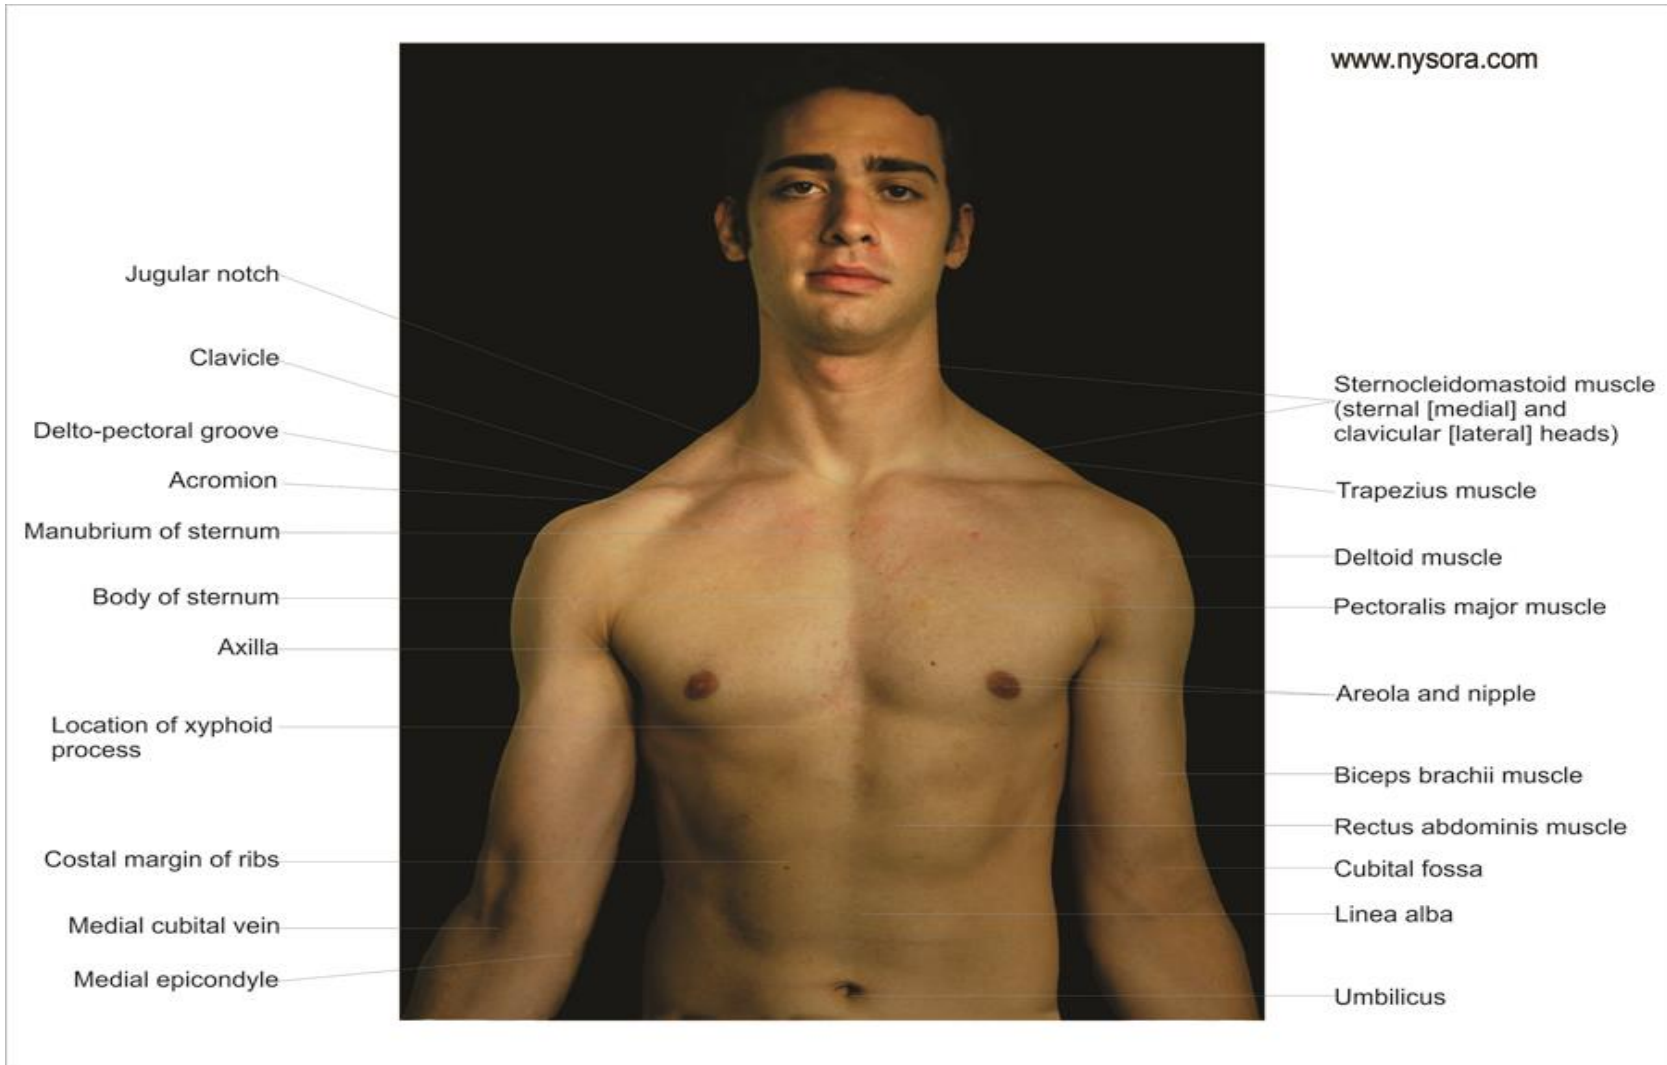 www.nysora.com
Jugular notch
Clavicle
Delto-pectoral groove
Acromion
Manubrium of sternum
Body of sternum
Axilla
Location of xyphoid
process
Costal margin of ribs
Medial cubital vein
Medial epicondyle
Sternocleidomastoid muscle
(sternal [medial] and
clavicular [lateral] heads)
Trapezius muscle
Deltoid muscle
Pectoralis major muscle
Areola and nipple
Biceps brachii muscle
Rectus abdominis muscle
Cubital fossa
Linea alba
Umbilicus